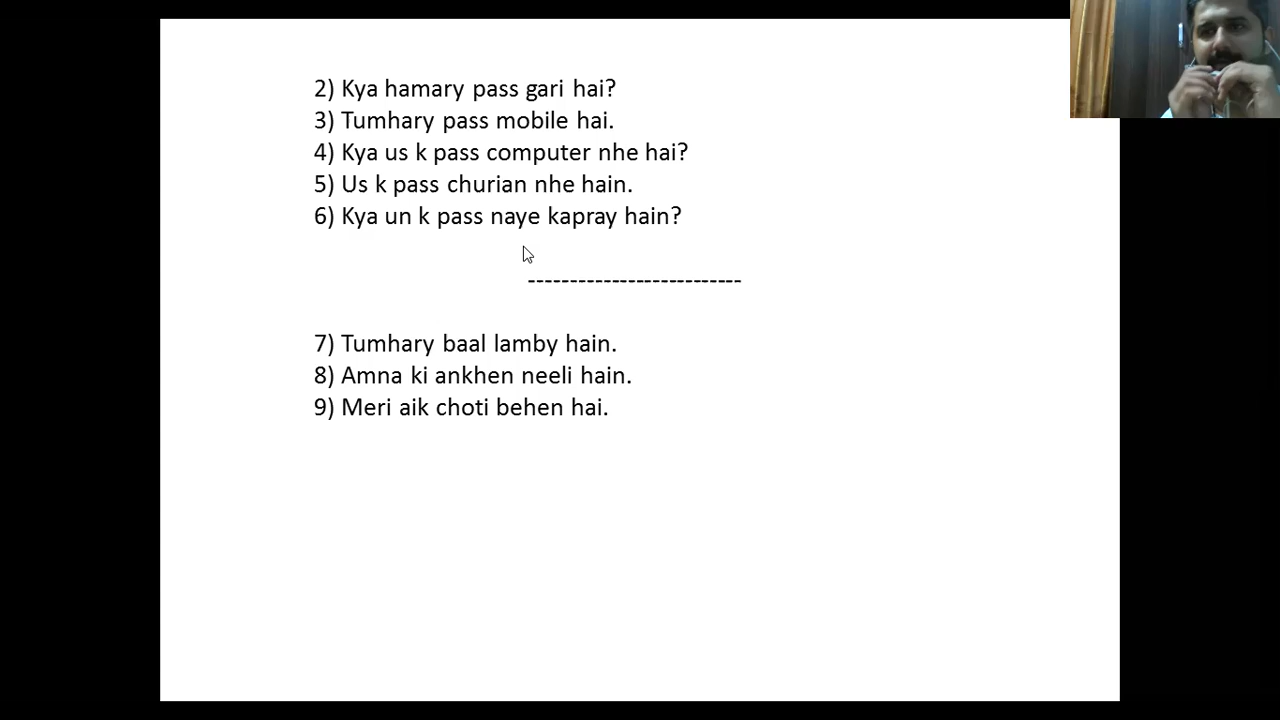 2) Kya hamary pass gari hai?
3) Tumhary pass mobile hai.
4) Kya us k pass computer nhe hai?
5) Us k pass churian nhe hain.
6) Kya un k pass naye kapray hain?
--------------------------
7) Tumhary baal lamby hain.
8) Amna ki ankhen neeli hain.
9) Meri aik choti behen hai.